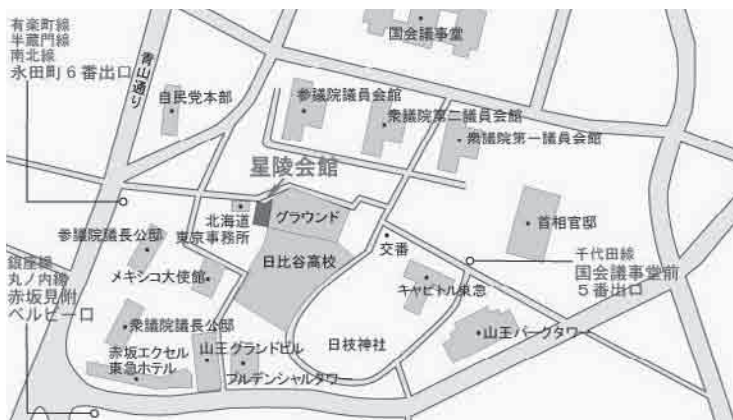 国会議事堂
有楽町線
半蔵門線
南北線
永田町6番出口
青山通り
自民党本部
参議院議員会館
衆議院第二議員会館
衆議院第一議員会館
星陵会館
北海道
東京事務所
グラウンド
首相官邸
参議院議長公邸
日比谷高校
交番
千代田線
国会議事堂前
5番出口
銀座線
丸ノ内線
赤坂見附
ベルビー口
メキシコ大使館
キャピトル東急
衆議院議長公邸
日枝神社
山王パークタワー
赤坂エクセル
東急ホテル
山王グランドビル
プルデンシャルタワー